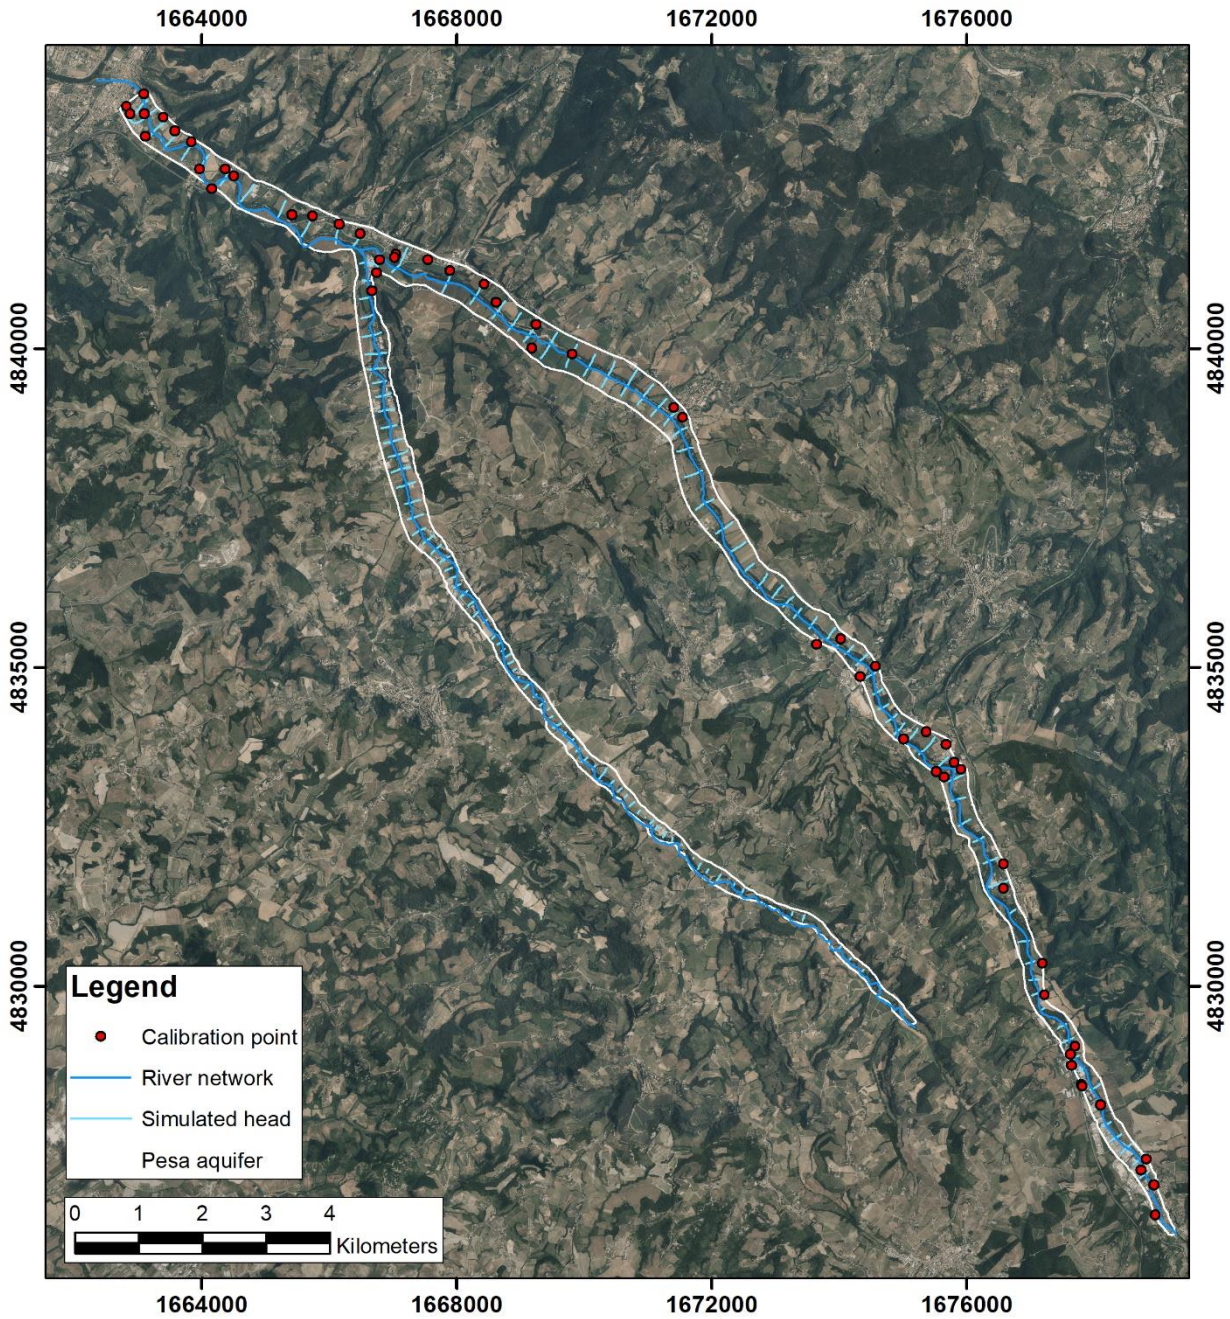 1664000 1668000 1672000 1676000
4840000 4840000
4835000 4835000
4830000 4830000
Legend
Calibration point
River network
Simulated head
Pesa aquifer
0 1 2 3 4
Kilometers
1664000 1668000 1672000 1676000